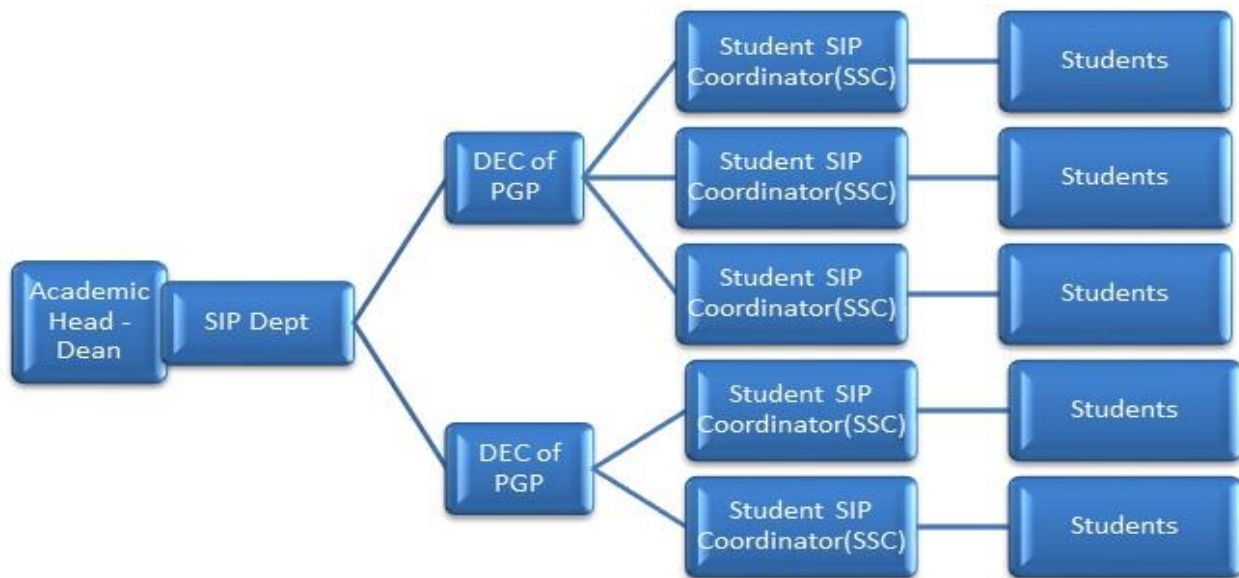 Academic
Head -
Dean
SIP Dept
DEC of
PGP
Student SIP
Coordinator(SSC)
Students
Student SIP
Coordinator(SSC)
Students
Student SIP
Coordinator(SSC)
Students
DEC of
PGP
Student SIP
Coordinator(SSC)
Students
Student SIP
Coordinator(SSC)
Students